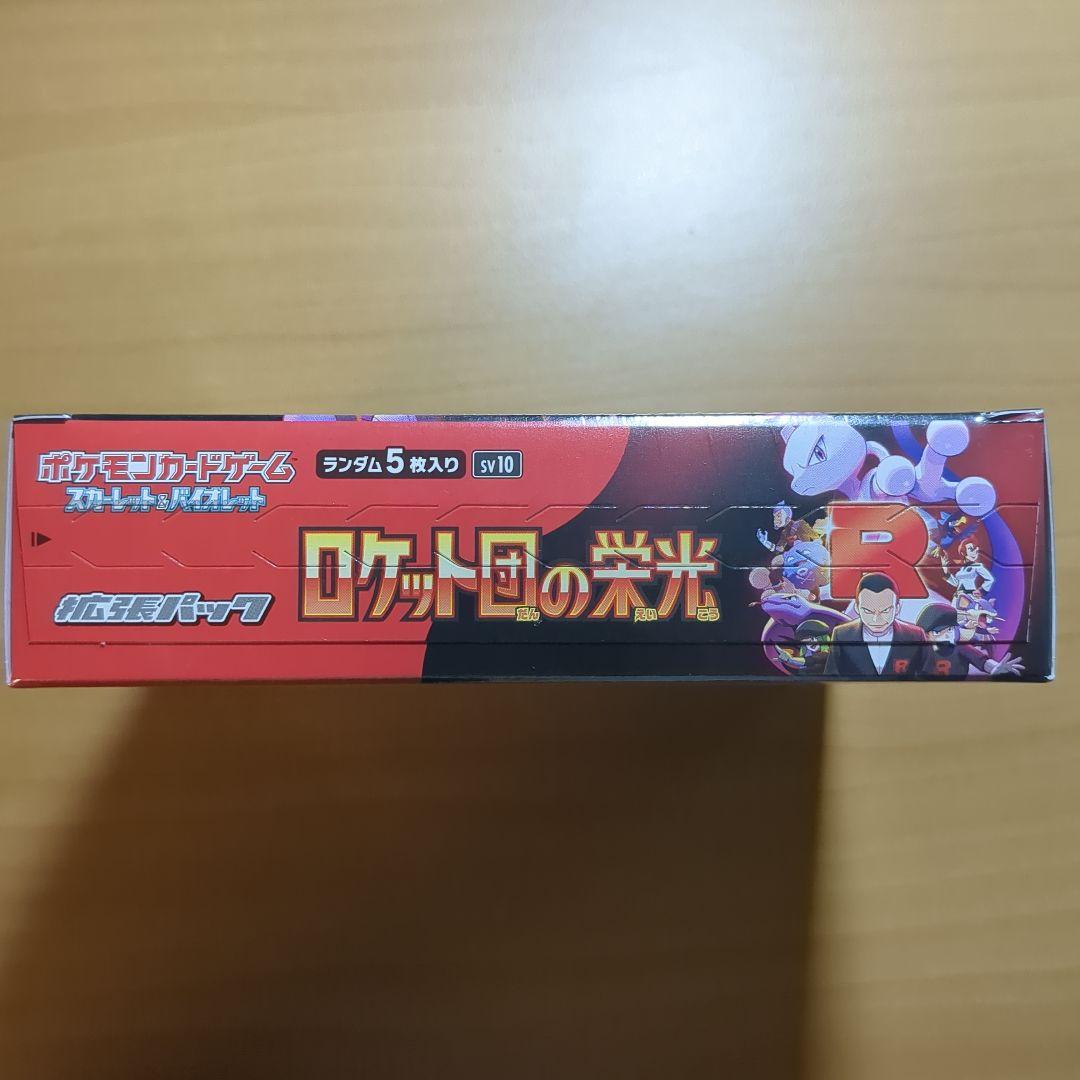 ポケモンカードゲーム
スカーレット&バイオレット
ランダム5枚入り
sv10
拡張パック
ロケット団の栄光
だん えい こう
R
R R